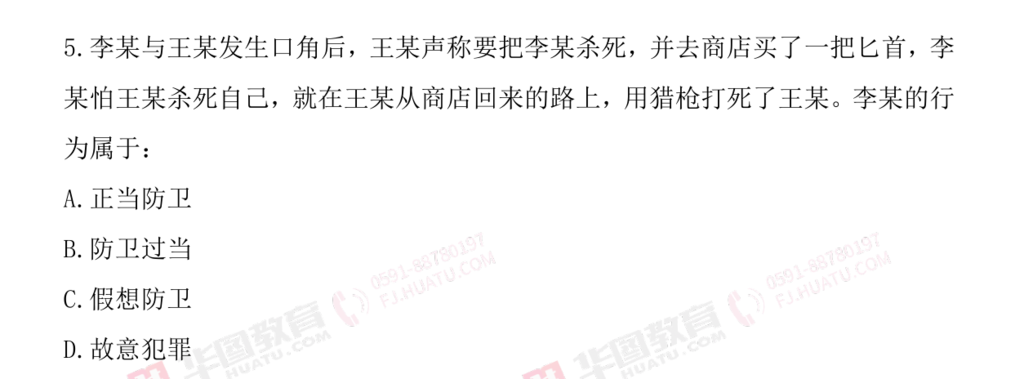 5.李某与王某发生口角后，王某声称要把李某杀死，并去商店买了一把匕首，李
某怕王某杀死自己，就在王某从商店回来的路上，用猎枪打死了王某。李某的行
为属于：
A.正当防卫
B.防卫过当
0591-88780197
FJ.HUATU.COM
0591-88780197
FJ.HUATU.COM
C.假想防卫
华图教育
HUATU.COM
华图教育
HUATU.COM
D.故意犯罪